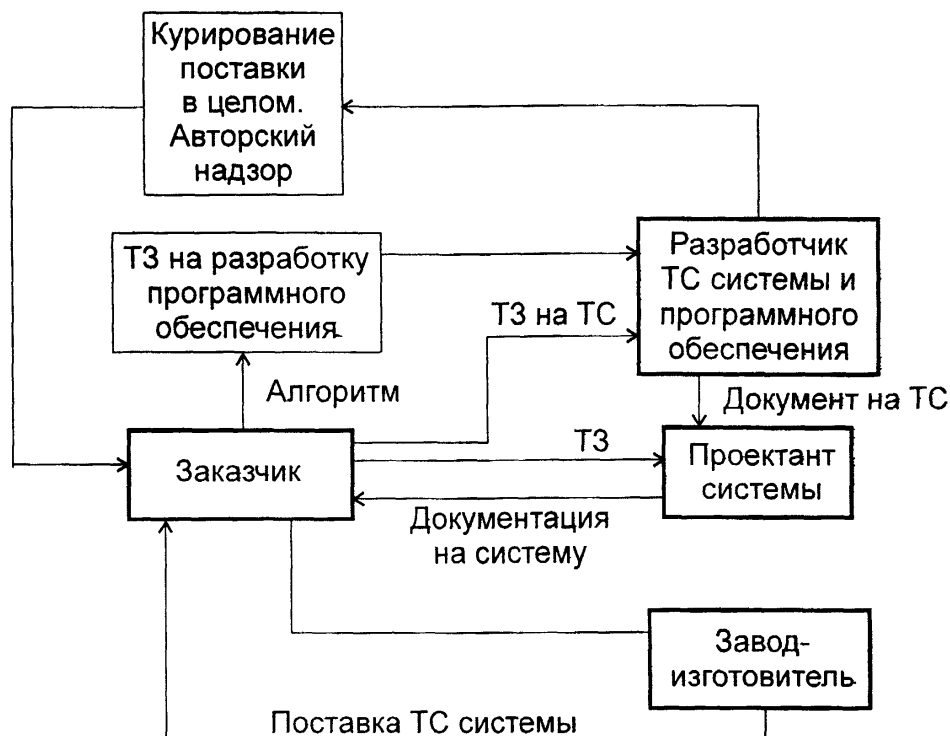 Курирование
поставки
в целом.
Авторский
надзор
ТЗ на разработку
программного
обеспечения
Разработчик
ТС системы и
программного
обеспечения
ТЗ на ТС
Алгоритм
Документ на ТС
Заказчик
ТЗ
Проектант
системы
Документация
на систему
Завод-
изготовитель
Поставка ТС системы